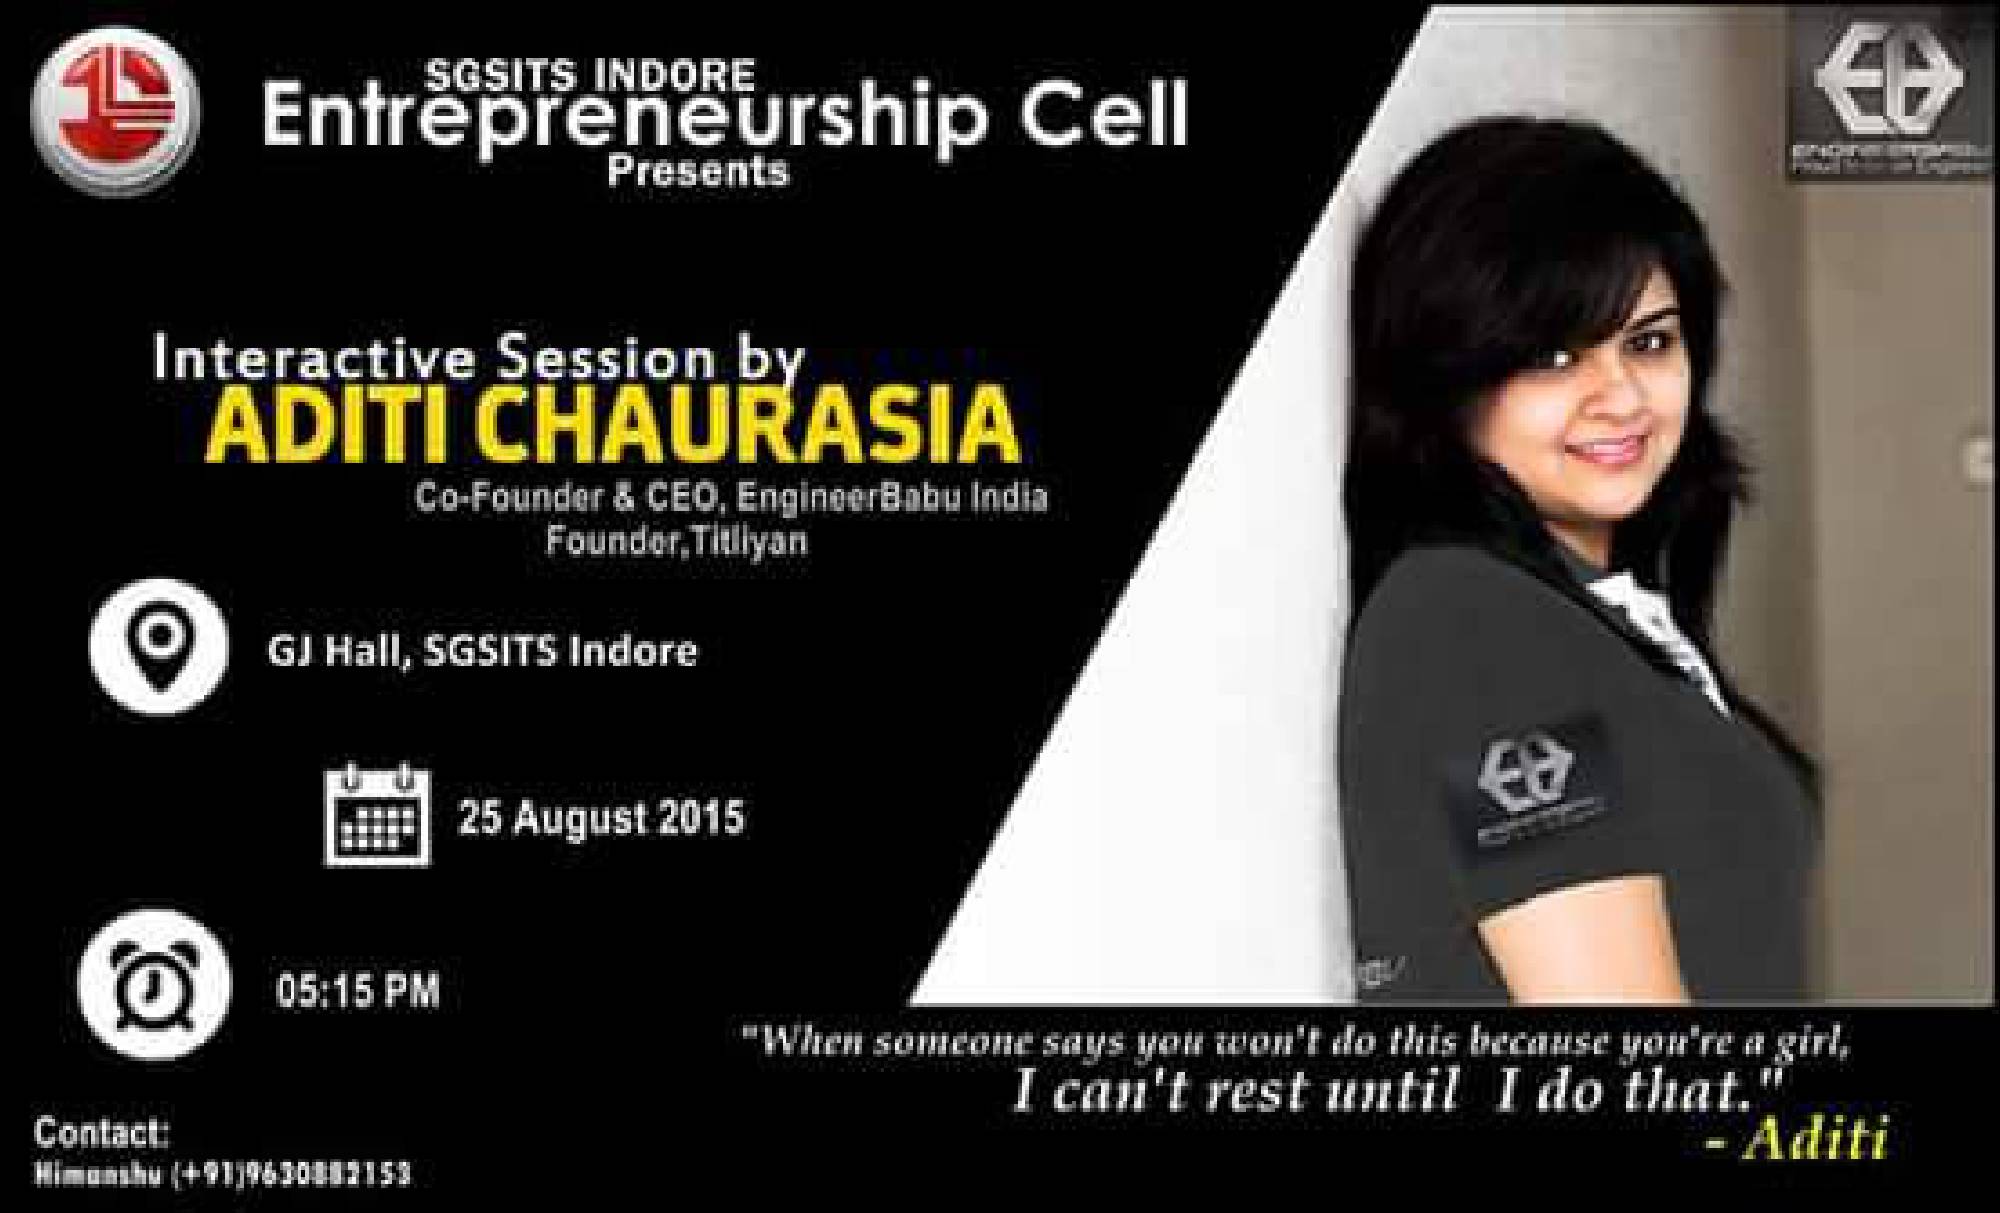 SGSITS INDORE
Entrepreneurship Cell
Presents
Interactive Session by
ADITI CHAURASIA
Co-Founder & CEO, EngineerBabu India
Founder,Titliyan
GJ Hall, SGSITS Indore
25 August 2015
05:15 PM
"When someone says you won't do this because you're a girl,
I can't rest until I do that."
- Aditi
Contact:
Himanshu (+91)9630882153